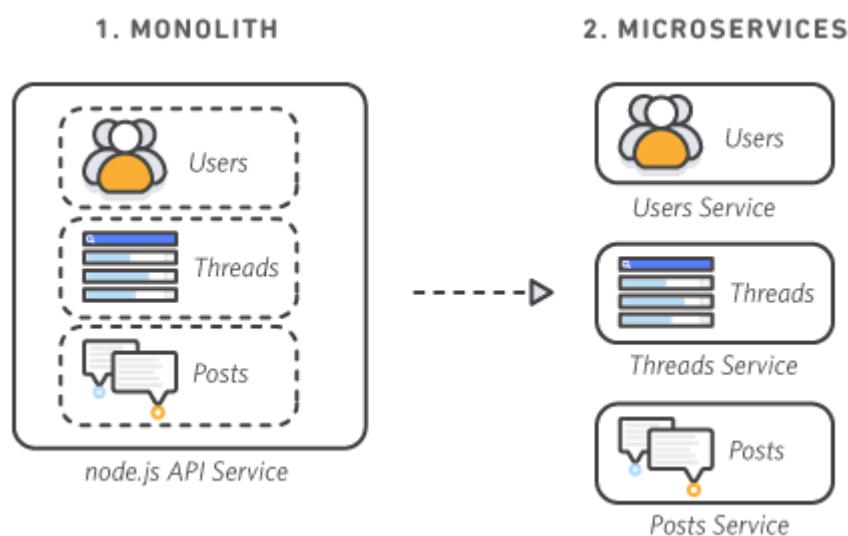 1. MONOLITH
Users
Threads
Posts
node.js API Service
2. MICROSERVICES
Users
Users Service
Threads
Threads Service
Posts
Posts Service